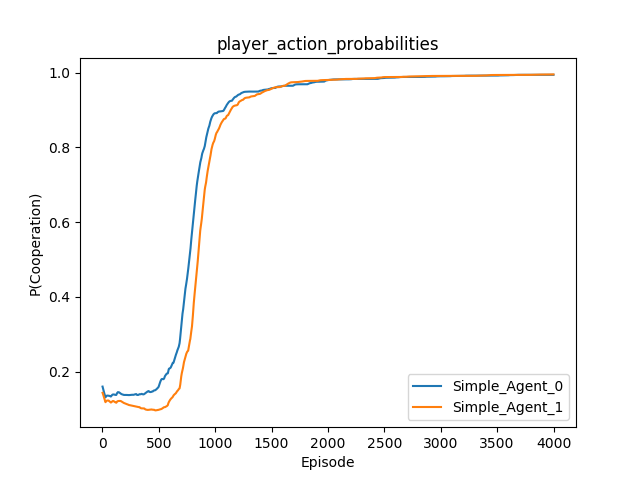 player_action_probabilities
P(Cooperation)
1.0
0.8
0.6
0.4
0.2
Simple_Agent_0
Simple_Agent_1
0 500 1000 1500 2000 2500 3000 3500 4000
Episode